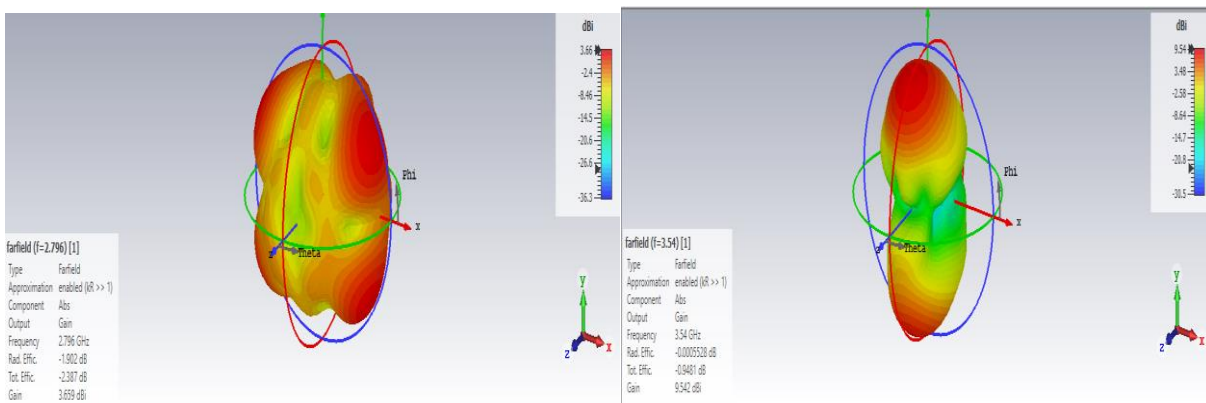 dBi
3.66
-2.4
-8.46
-14.5
-20.6
-26.6
-36.3
Phi
x
z
Theta
farfield (f=2.796) [1]
Type Farfield
Approximation enabled (kR >> 1)
Component Abs
Output Gain
Frequency 2.796 GHz
Rad. Effic. -1.902 dB
Tot. Effic. -2.387 dB
Gain 3.659 dBi
y
z
x
dBi
9.54
3.48
-2.58
-8.64
-14.7
-20.8
-30.5
Phi
x
z
Theta
farfield (f=3.54) [1]
Type Farfield
Approximation enabled (kR >> 1)
Component Abs
Output Gain
Frequency 3.54 GHz
Rad. Effic. -0.0005528 dB
Tot. Effic. -0.9481 dB
Gain 9.542 dBi
y
z
x